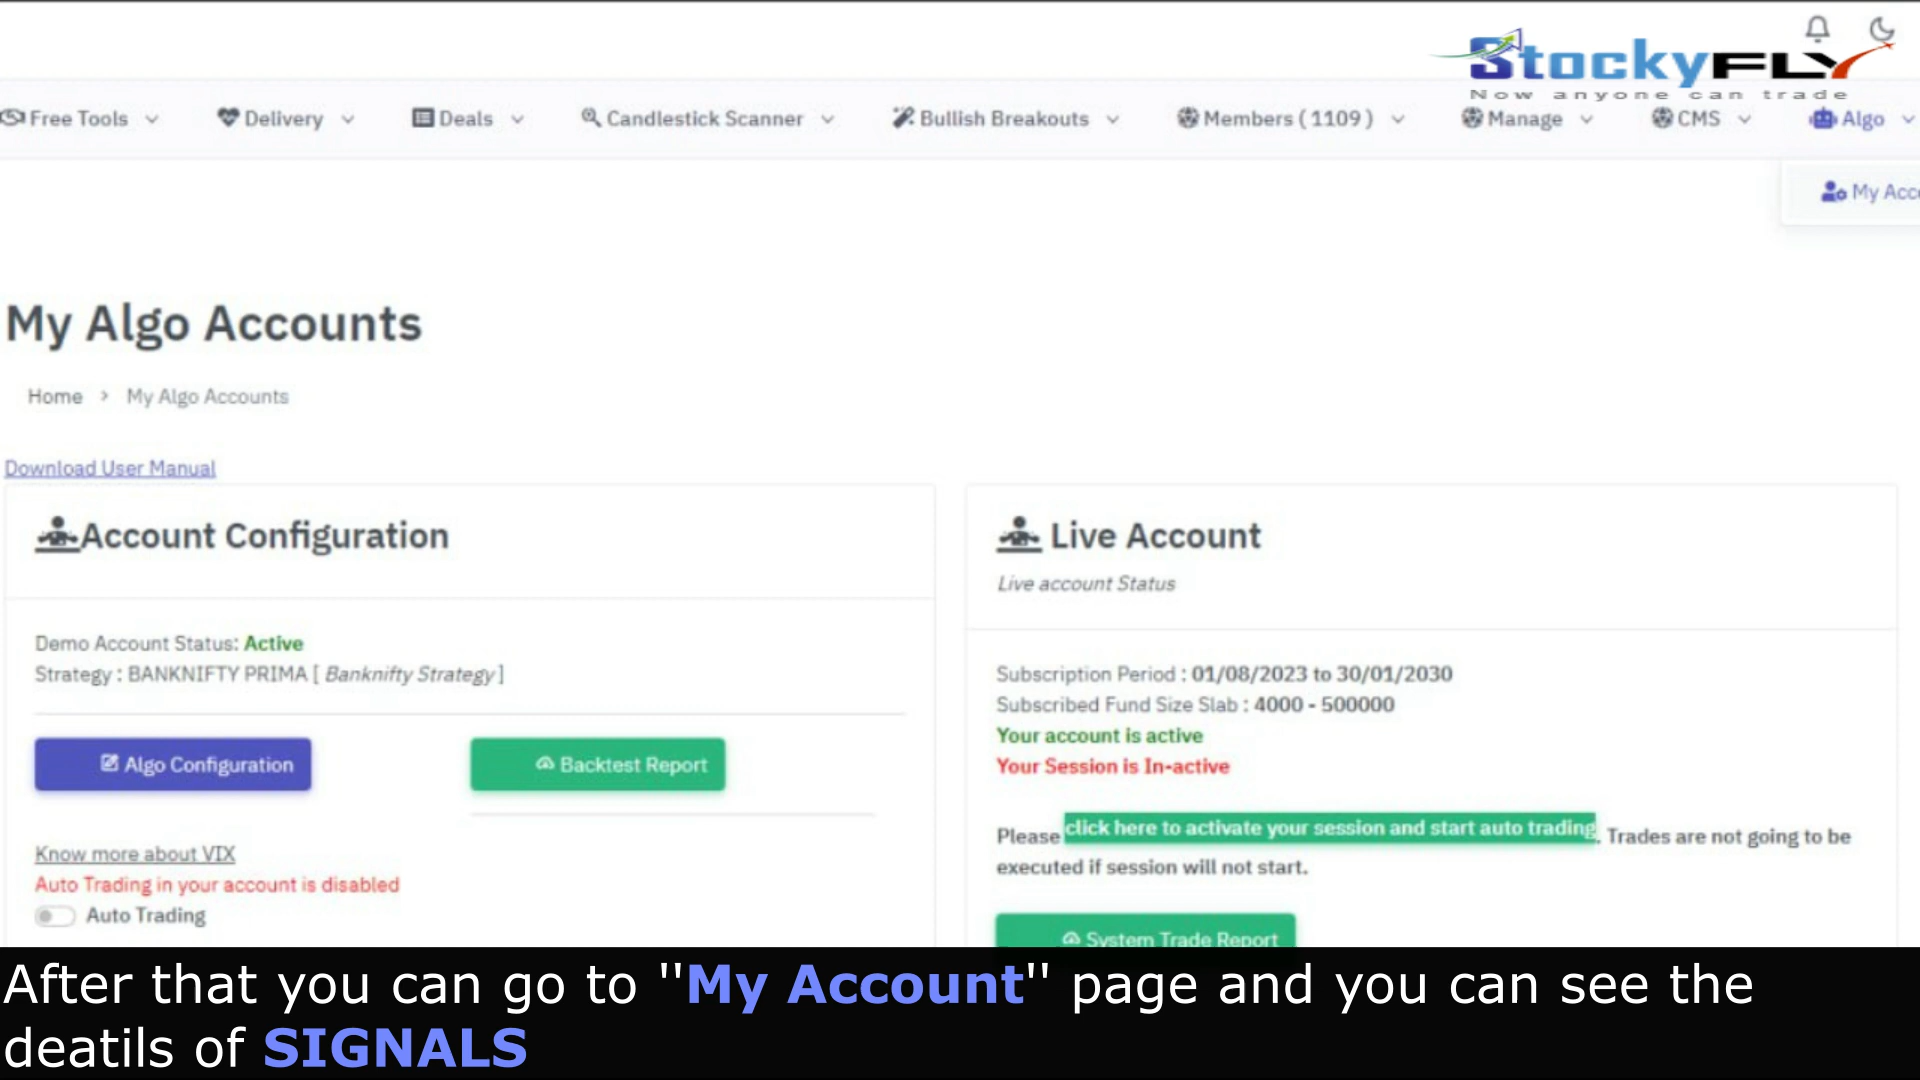 StockyFLY
Now anyone can trade
Free Tools
Delivery
Deals
Candlestick Scanner
Bullish Breakouts
Members ( 1109 )
Manage
CMS
Algo
My Acc
My Algo Accounts
Home > My Algo Accounts
Download User Manual
Account Configuration
Demo Account Status: Active
Strategy : BANKNIFTY PRIMA [ Banknifty Strategy ]
Algo Configuration
Backtest Report
Know more about VIX
Auto Trading in your account is disabled
Auto Trading
Live Account
Live account Status
Subscription Period : 01/08/2023 to 30/01/2030
Subscribed Fund Size Slab : 4000 - 500000
Your account is active
Your Session is In-active
Please click here to activate your session and start auto trading. Trades are not going to be
executed if session will not start.
System Trade Report
After that you can go to "My Account" page and you can see the
deatils of SIGNALS